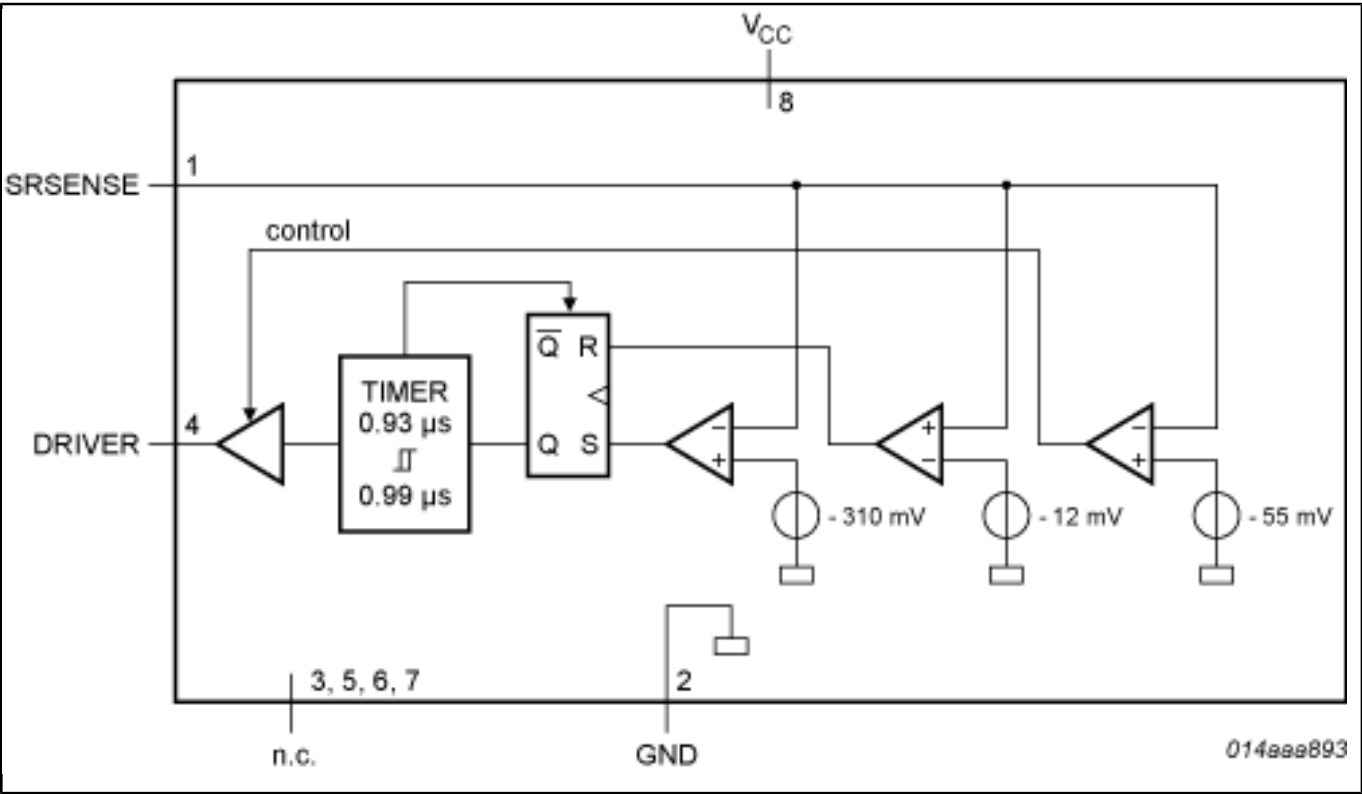 VCC
8
1
SRSENSE
control
Q R
TIMER
0.93 µs
0.99 µs
4
DRIVER
Q S
−
+
+
−
−
+
- 310 mV
- 12 mV
- 55 mV
3, 5, 6, 7
2
n.c.
GND
014aaa893